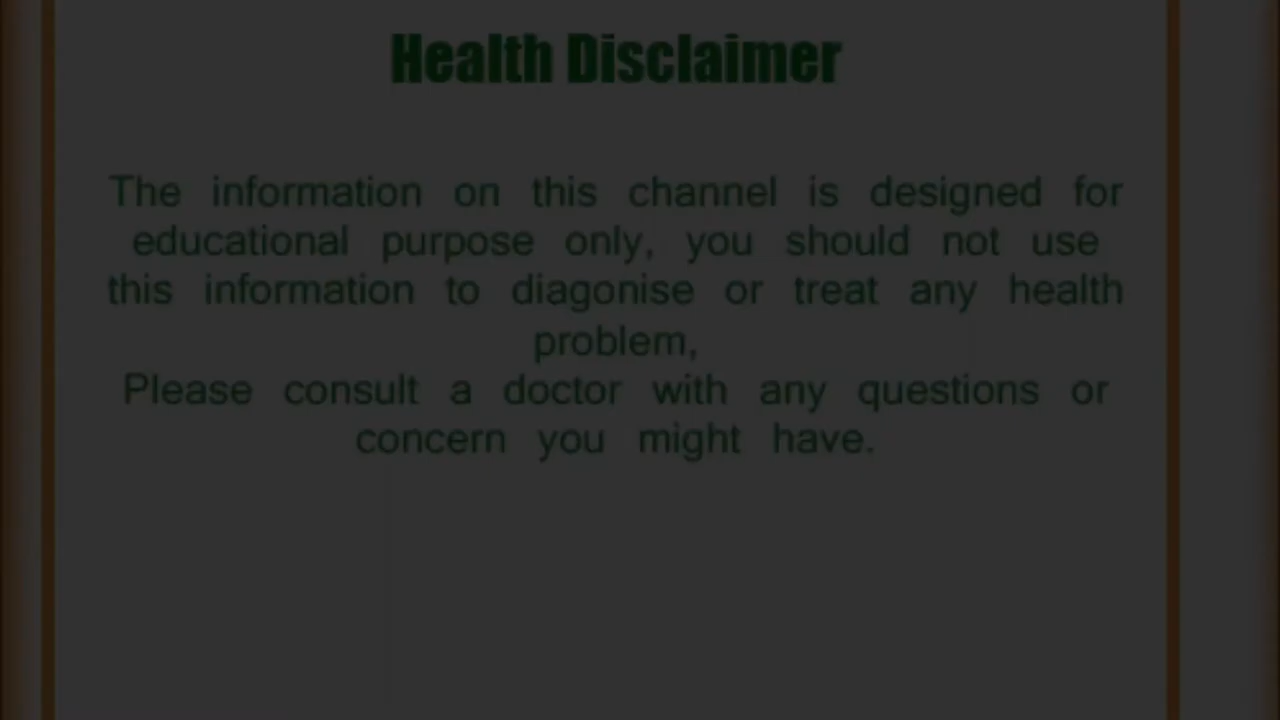 Health Disclaimer
The information on this channel is designed for
educational purpose only, you should not use
this information to diagonise or treat any health
problem,
Please consult a doctor with any questions or
concern you might have.